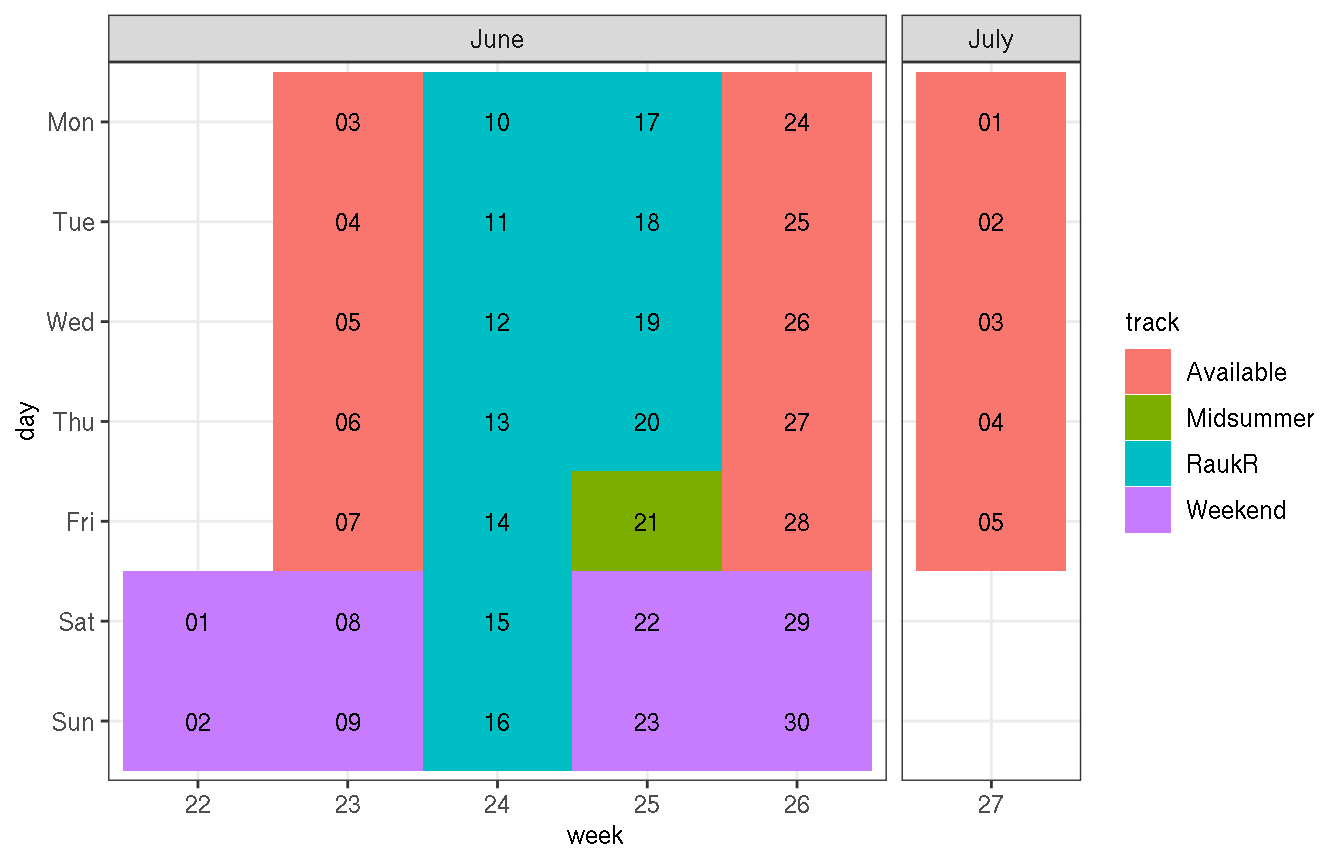 June July
Mon 03 10 17 24 01
Tue 04 11 18 25 02
Wed 05 12 19 26 03
Thu 06 13 20 27 04
Fri 07 14 21 28 05
Sat 01 08 15 22 29
Sun 02 09 16 23 30
22 23 24 25 26 27
week
day
track
Available
Midsummer
RaukR
Weekend